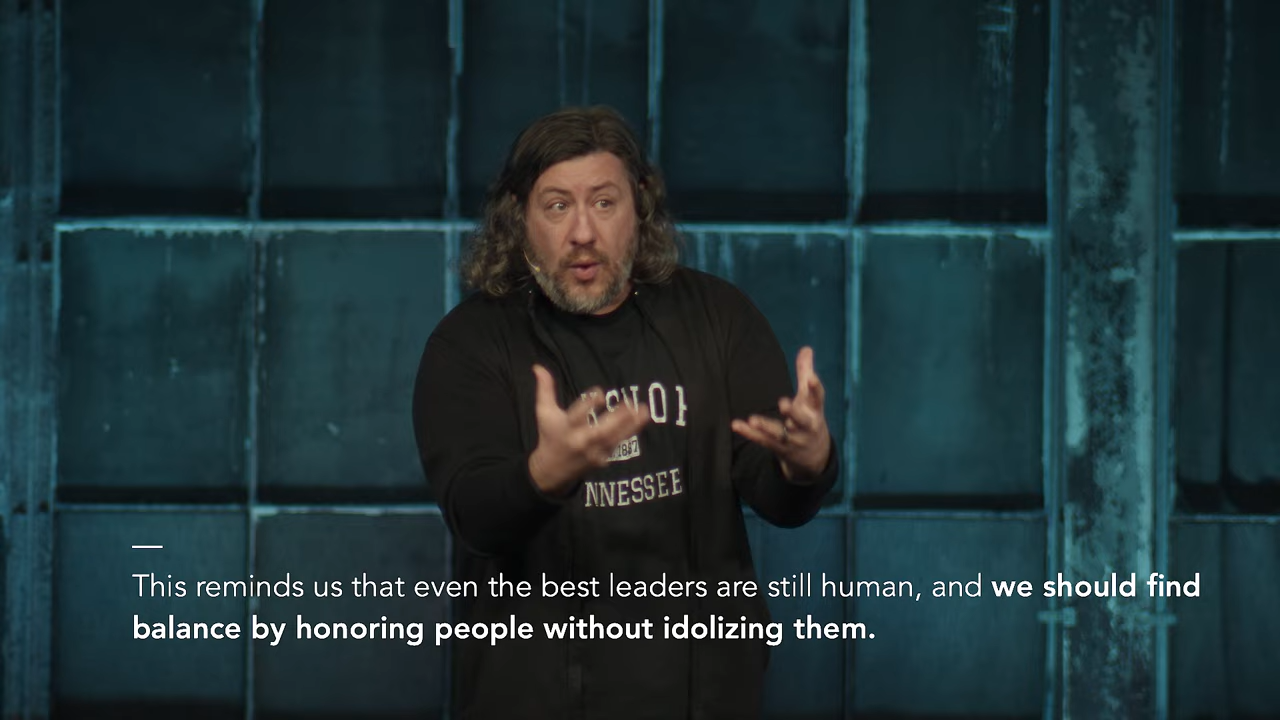 1887
NNESSEE
This reminds us that even the best leaders are still human, and we should find
balance by honoring people without idolizing them.